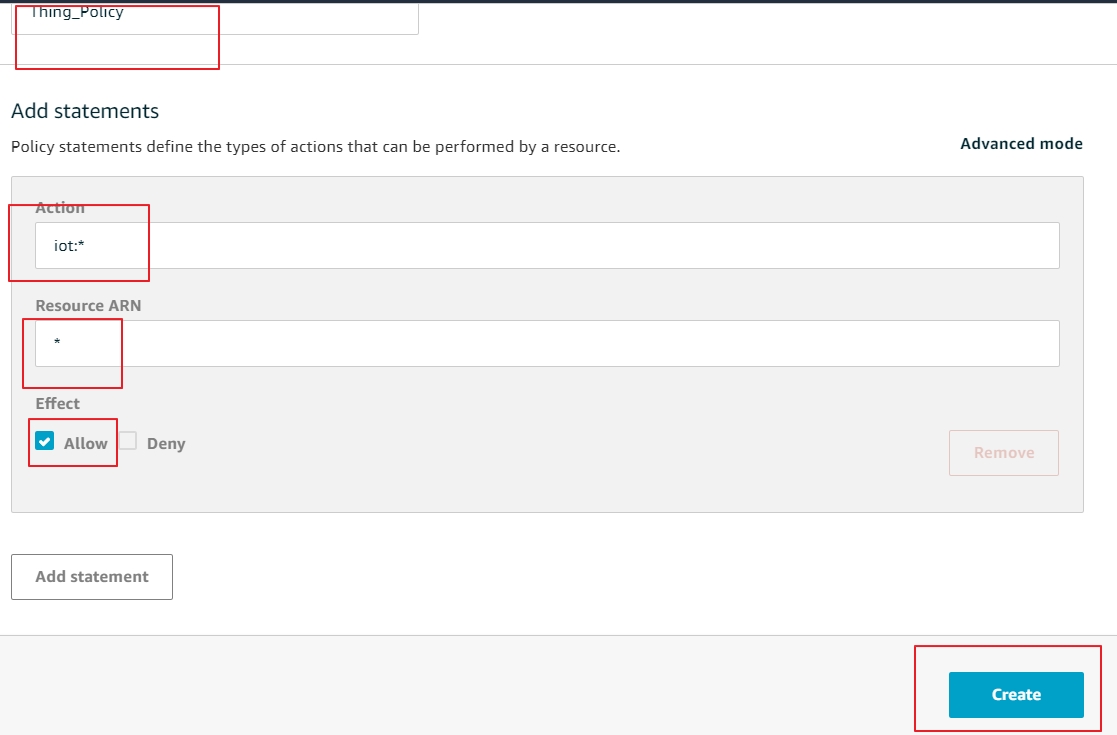 Thing_Policy
Add statements
Policy statements define the types of actions that can be performed by a resource.
Advanced mode
Action
iot:*
Resource ARN
*
Effect
Allow
Deny
Remove
Add statement
Create